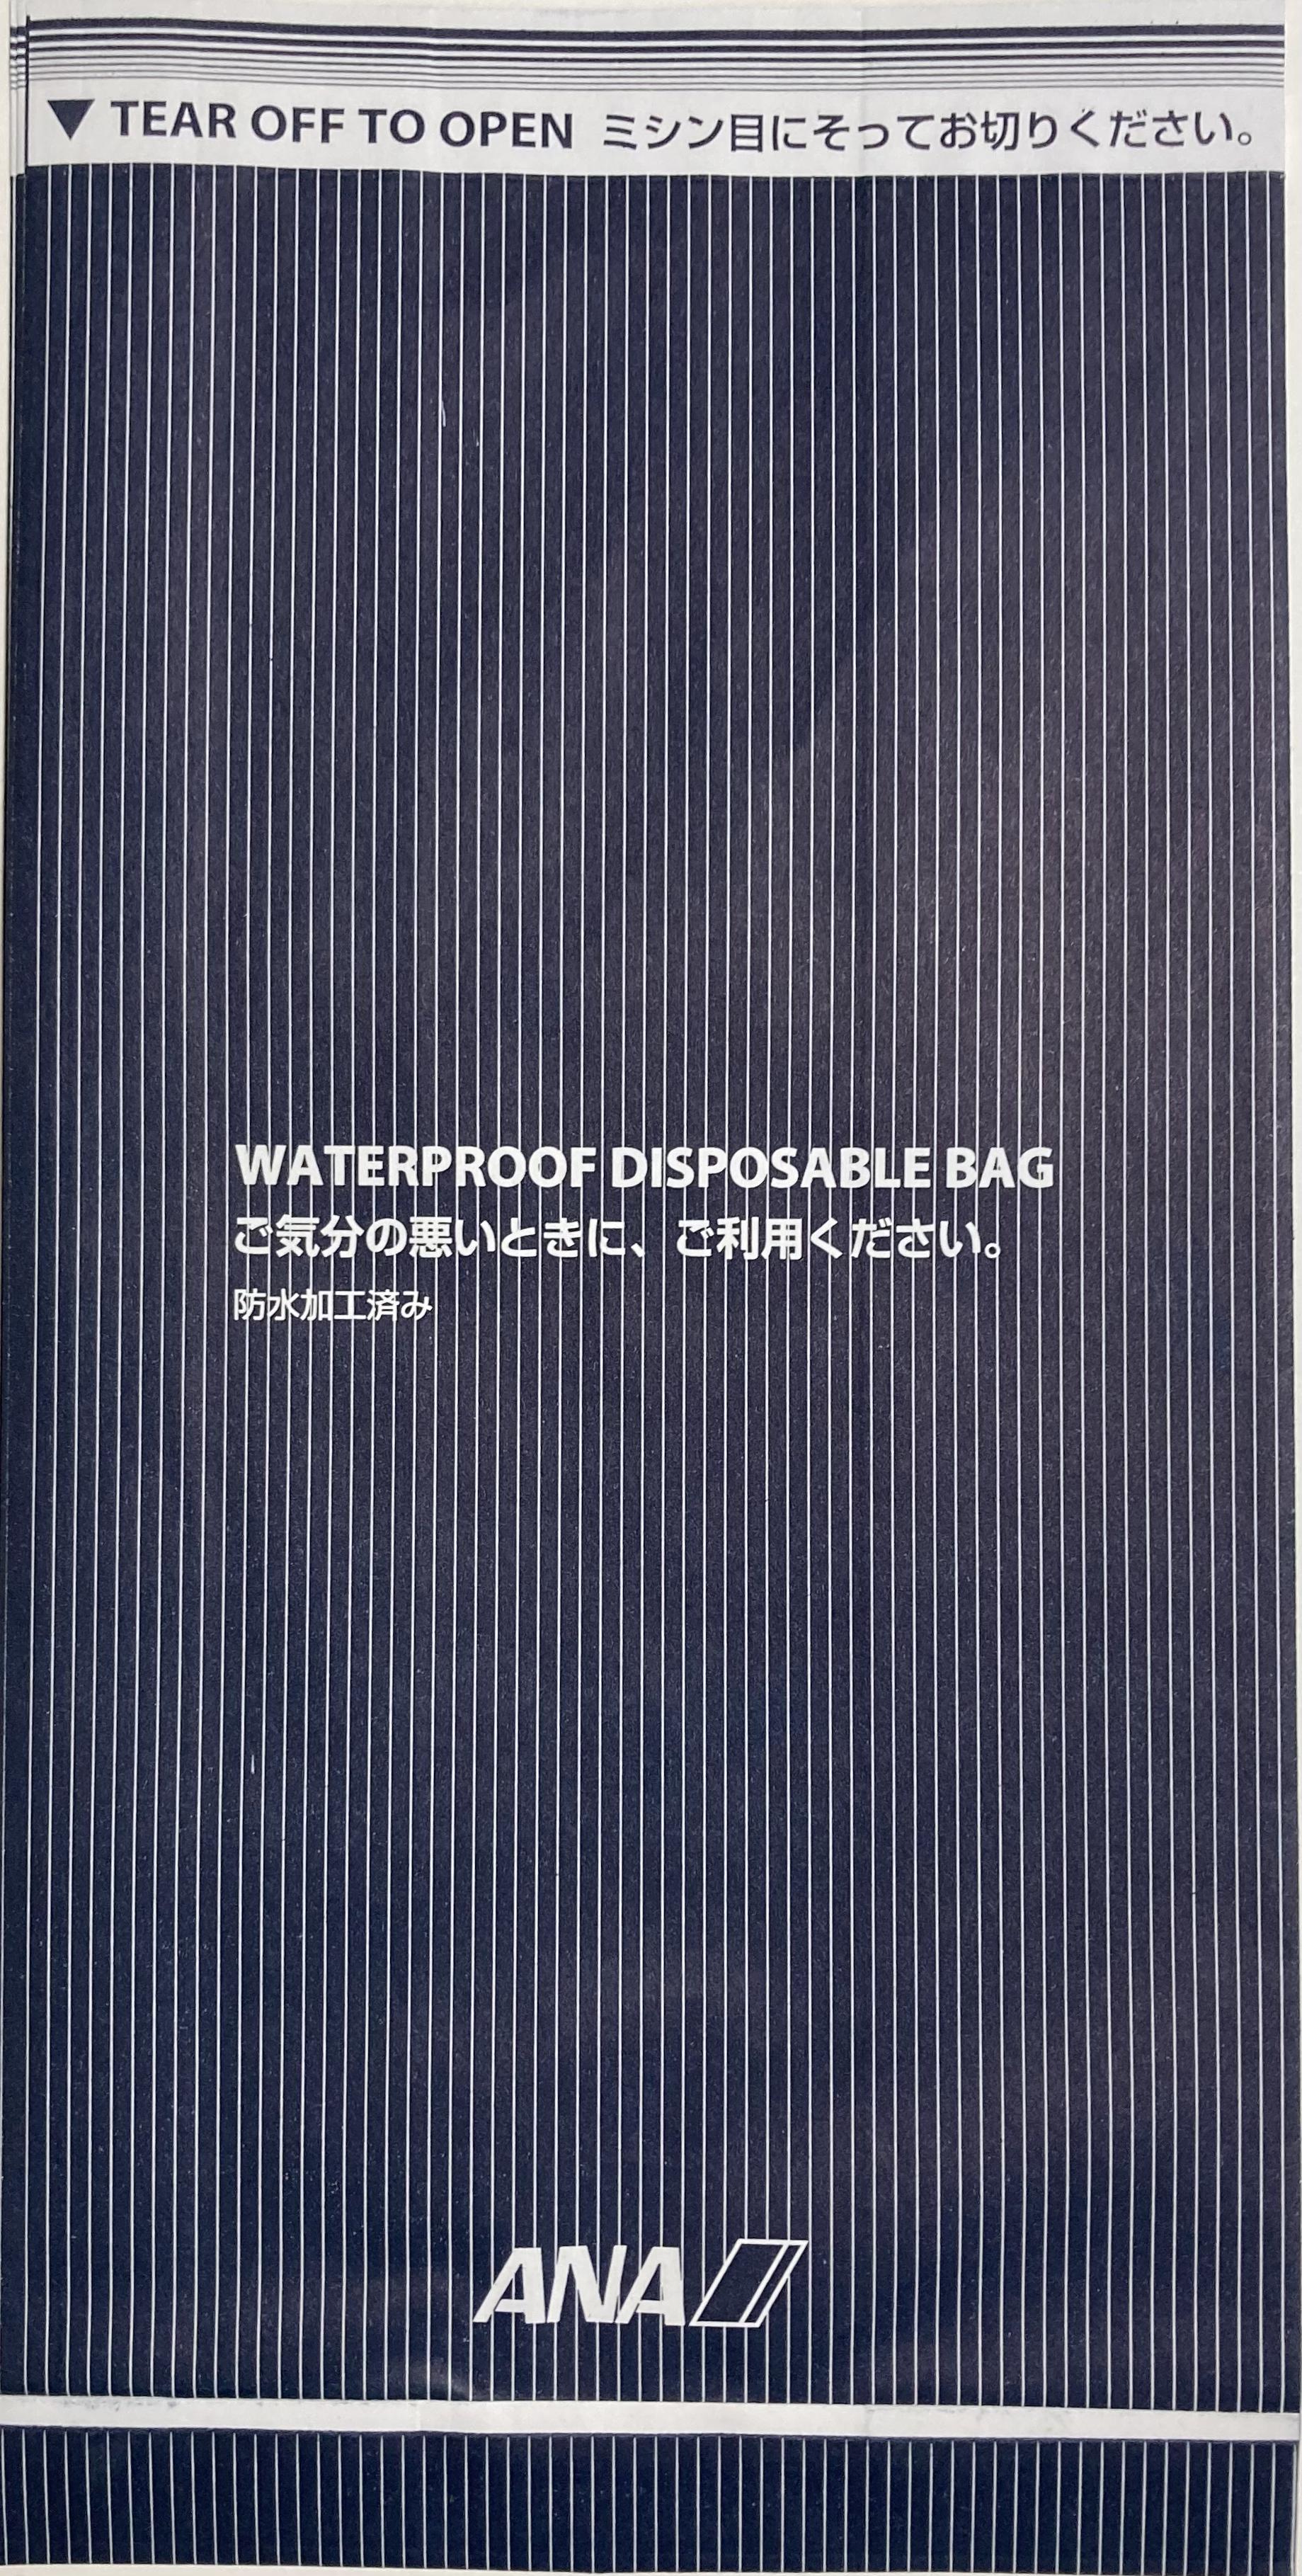 ▼ TEAR OFF TO OPEN ミシン目にそってお切りください。
WATERPROOF DISPOSABLE BAG
ご気分の悪いときに、ご利用ください。
防水加工済み
ANA